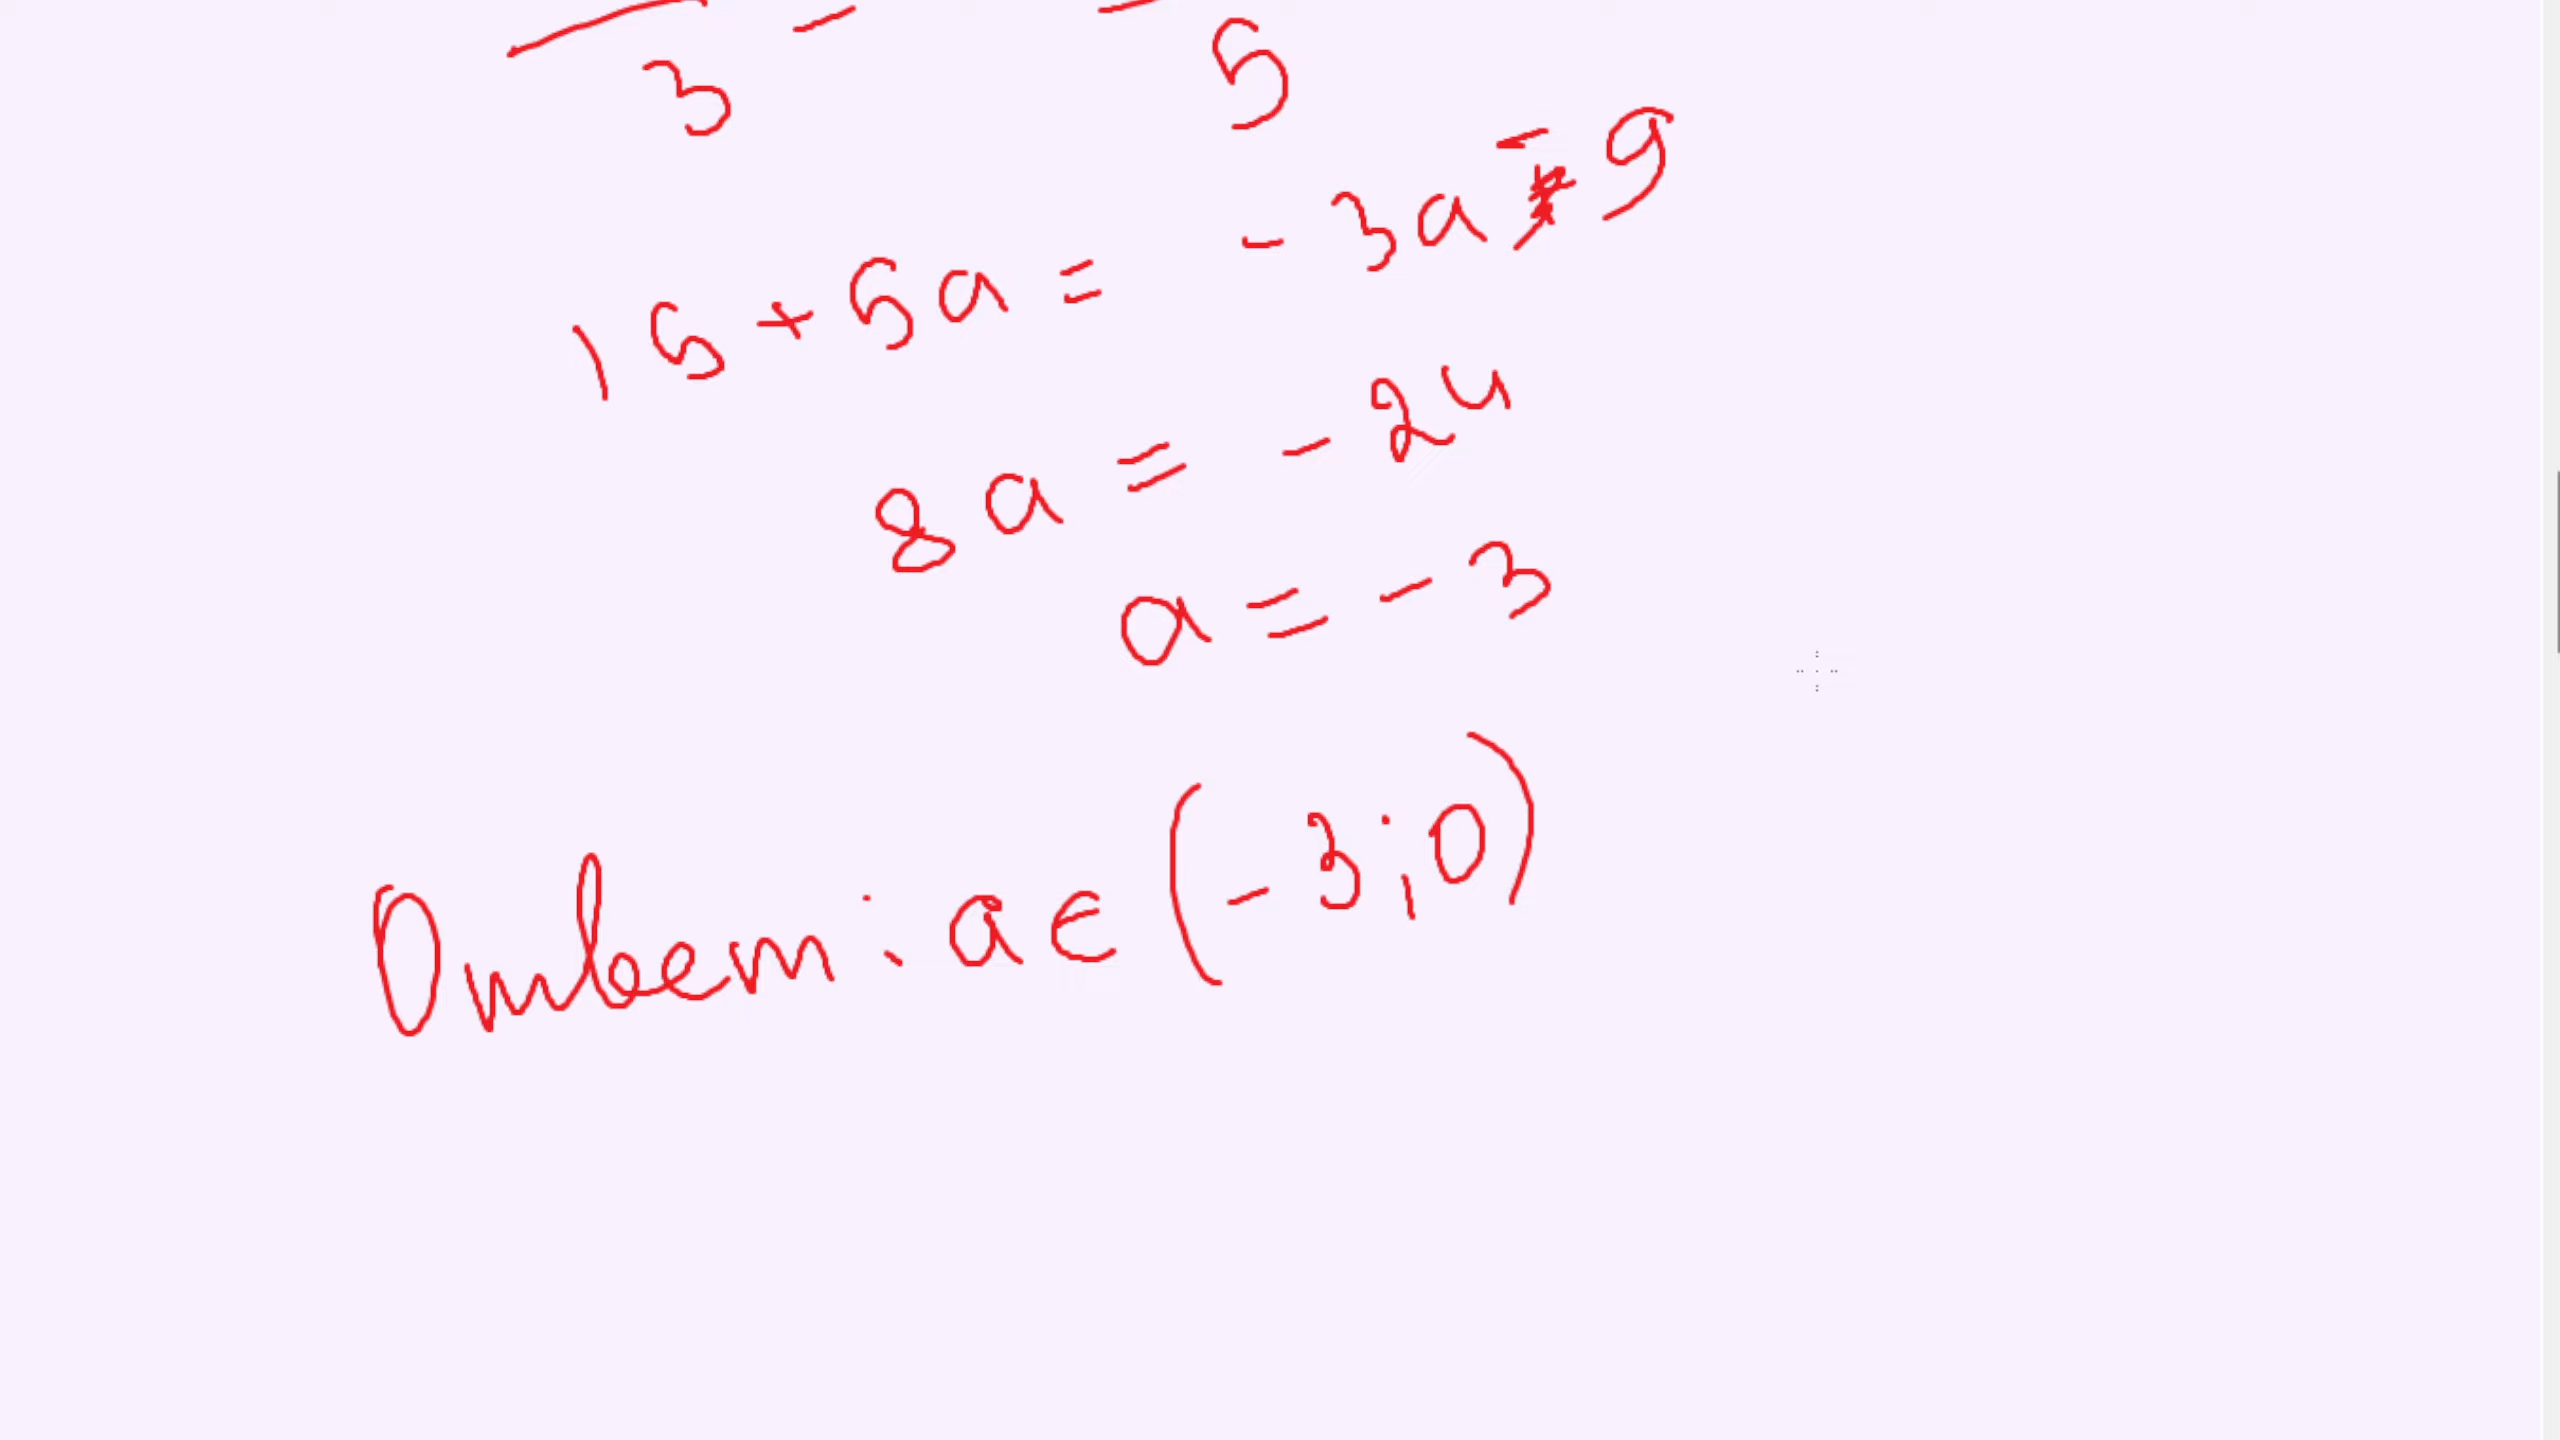 3 = 5
15 + 5a = - 3a - 9
8a = - 24
a = - 3
Ответ: a ∈ (- 3; 0)